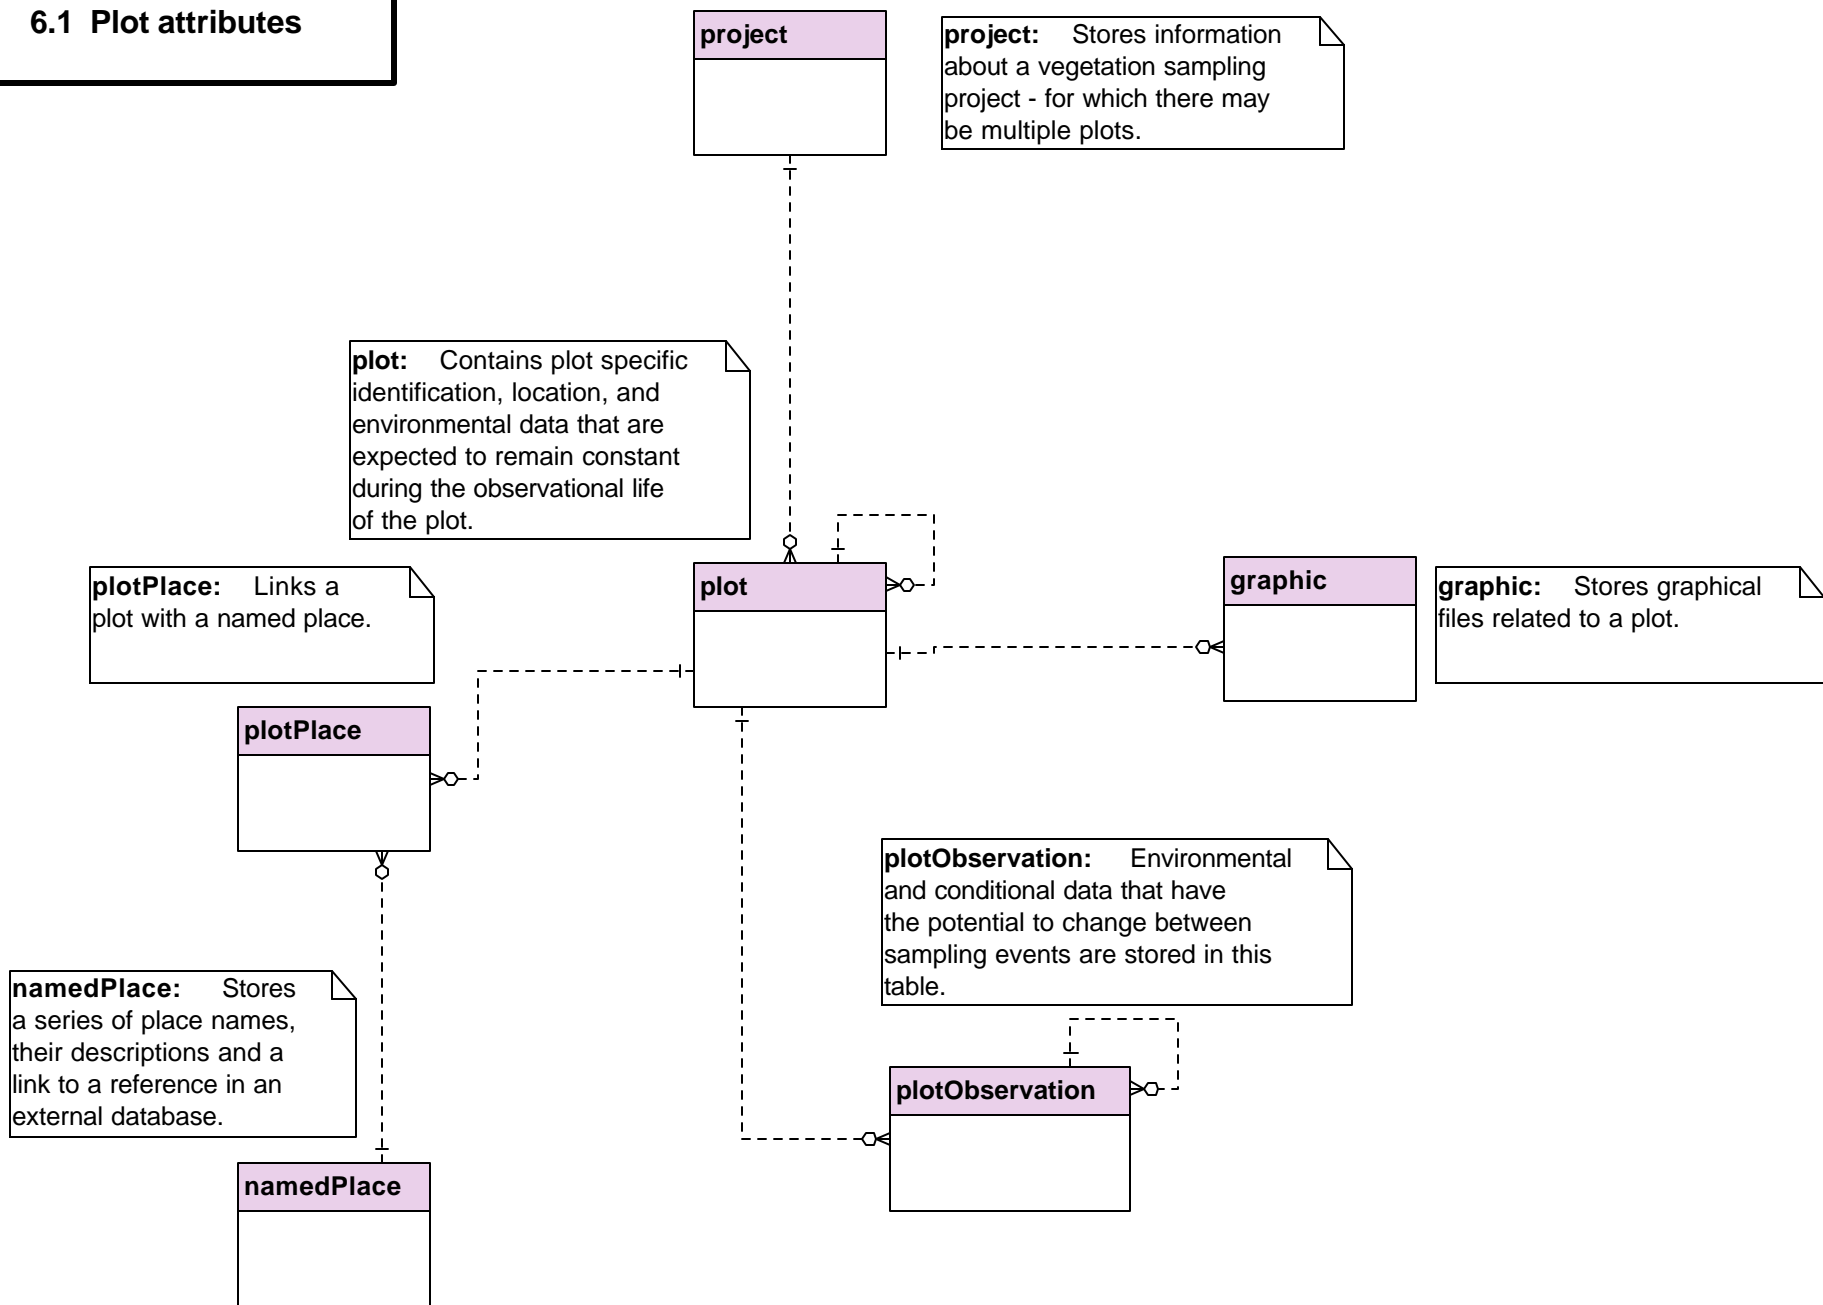 6.1 Plot attributes
project
project: Stores information
about a vegetation sampling
project - for which there may
be multiple plots.
plot: Contains plot specific
identification, location, and
environmental data that are
expected to remain constant
during the observational life
of the plot.
plotPlace: Links a
plot with a named place.
plot
graphic
graphic: Stores graphical
files related to a plot.
plotPlace
plotObservation: Environmental
and conditional data that have
the potential to change between
sampling events are stored in this
table.
namedPlace: Stores
a series of place names,
their descriptions and a
link to a reference in an
external database.
plotObservation
namedPlace